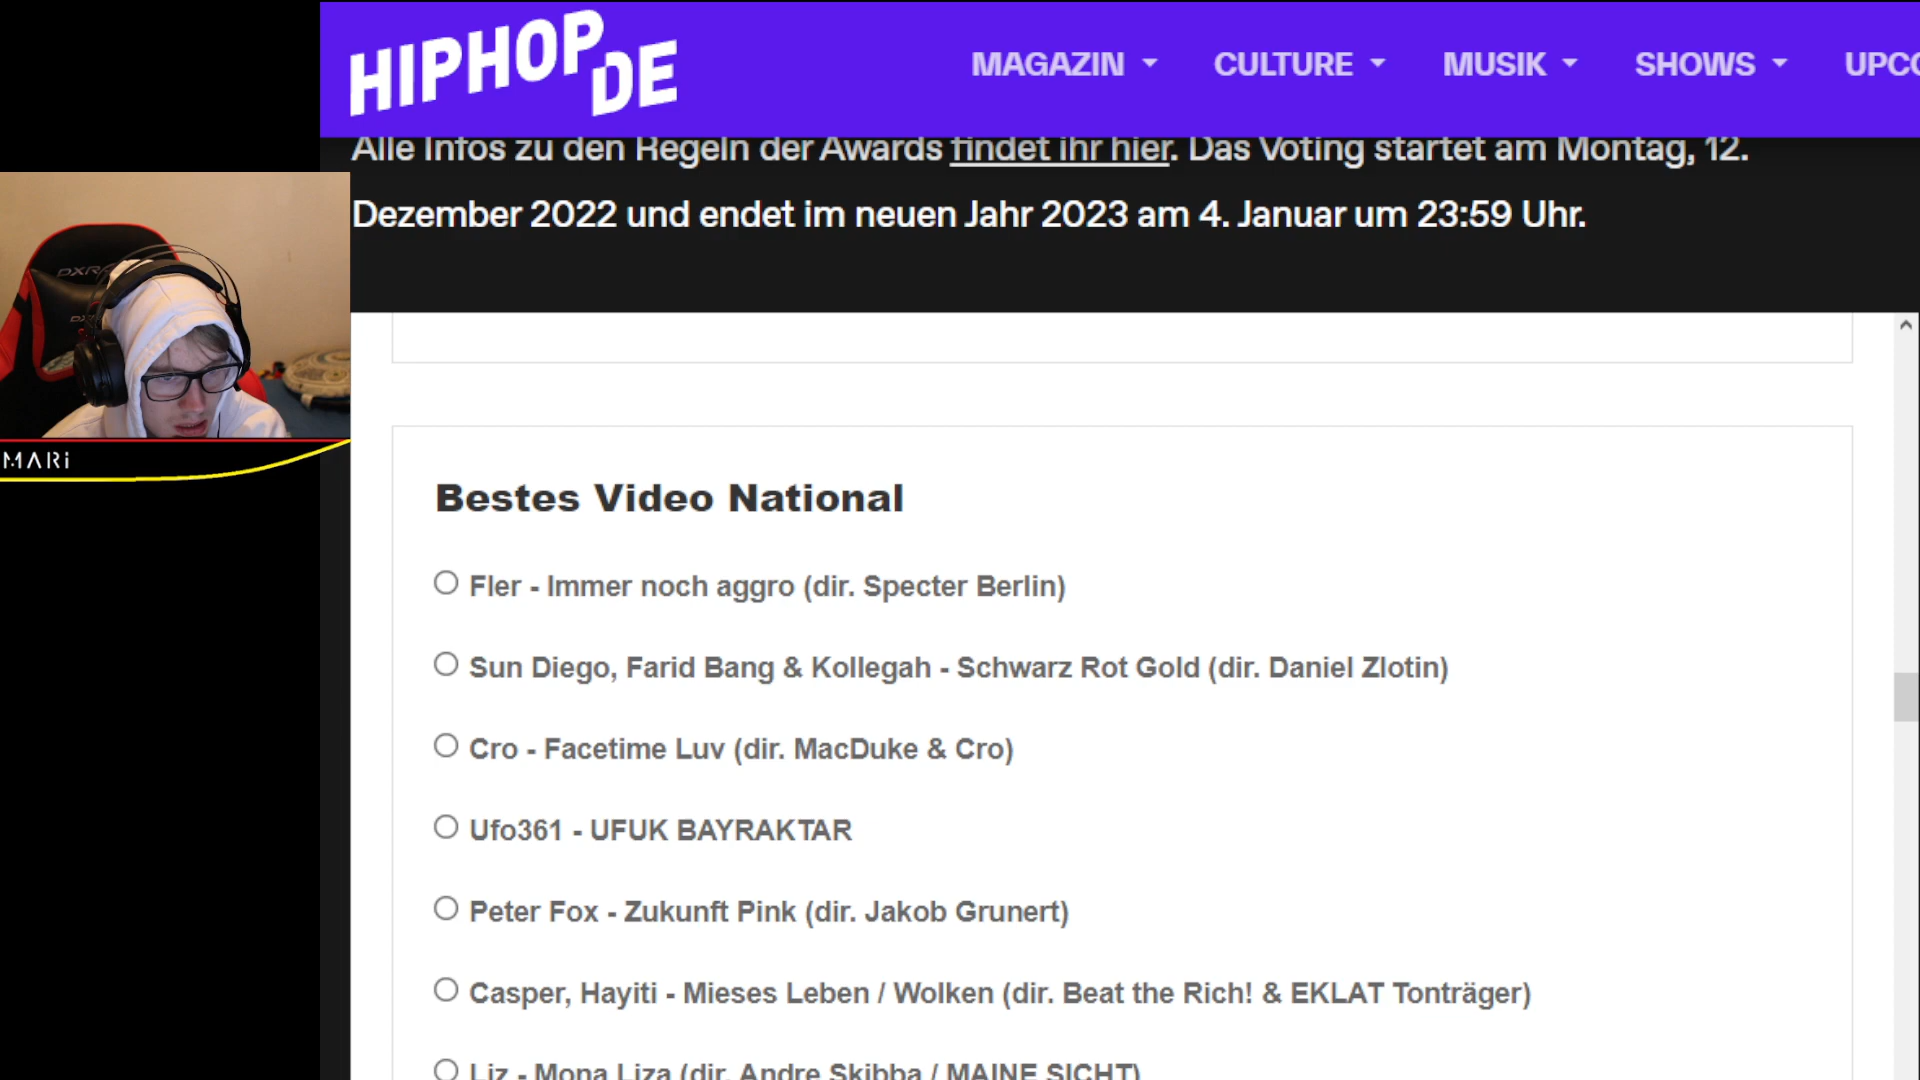 HIPHOP.DE
MAGAZIN
CULTURE
MUSIK
SHOWS
Alle Infos zu den Regeln der Awards findet ihr hier. Das Voting startet am Montag, 12.
Dezember 2022 und endet im neuen Jahr 2023 am 4. Januar um 23:59 Uhr.
MARi
Bestes Video National
Fler - Immer noch aggro (dir. Specter Berlin)
Sun Diego, Farid Bang & Kollegah - Schwarz Rot Gold (dir. Daniel Zlotin)
Cro - Facetime Luv (dir. MacDuke & Cro)
Ufo361 - UFUK BAYRAKTAR
Peter Fox - Zukunft Pink (dir. Jakob Grunert)
Casper, Hayiti - Mieses Leben / Wolken (dir. Beat the Rich! & EKLAT Tonträger)
Liz - Mona Liza (dir. Andre Skibba / MAINE SICHT)